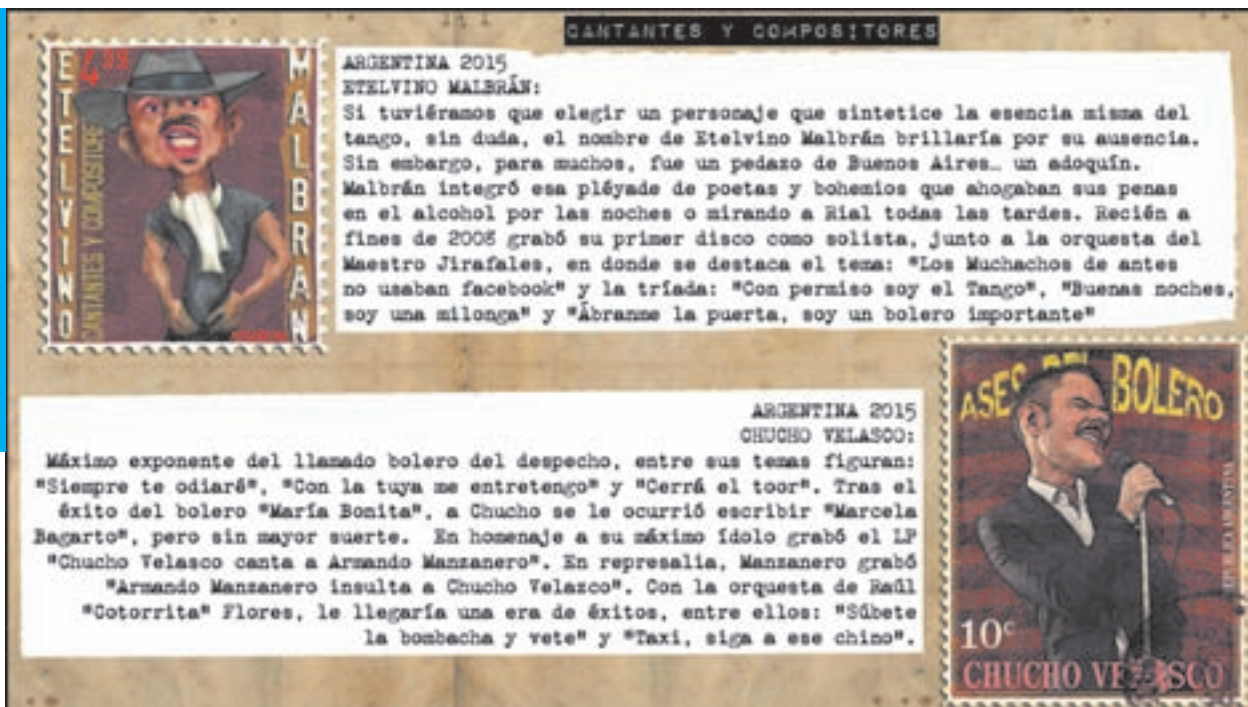 CANTANTES Y COMPOSITORES
ETELVINO
4.99
MALBRAN
CANTANTES Y COMPOSITORES
ARGENTINA 2015
ETELVINO MALBRÁN:
Si tuviéramos que elegir un personaje que sintetice la esencia misma del
tango, sin duda, el nombre de Etelvino Malbrán brillaría por su ausencia.
Sin embargo, para muchos, fue un pedazo de Buenos Aires… un adoquín.
Malbrán integró esa pléyade de poetas y bohemios que ahogaban sus penas
en el alcohol por las noches o mirando a Rial todas las tardes. Recién a
fines de 2008 grabó su primer disco como solista, junto a la orquesta del
Maestro Jirafales, en donde se destaca el tema: "Los Muchachos de antes
no usaban facebook" y la tríada: "Con permiso soy el Tango", "Buenas noches,
soy una milonga" y "Ábranme la puerta, soy un bolero importante"
ARGENTINA 2015
CHUCHO VELASCO:
Máximo exponente del llamado bolero del despecho, entre sus temas figuran:
"Siempre te odiaré", "Con la tuya me entretengo" y "Cerrá el toor". Tras el
éxito del bolero "María Bonita", a Chucho se le ocurrió escribir "Marcela
Bagarto", pero sin mayor suerte. En homenaje a su máximo ídolo grabó el LP
"Chucho Velasco canta a Armando Manzanero". En represalia, Manzanero grabó
"Armando Manzanero insulta a Chucho Velazco". Con la orquesta de Raúl
"Cotorrita" Flores, le llegaría una era de éxitos, entre ellos: "Súbete
la bombacha y vete" y "Taxi, siga a ese chino".
ASES DEL BOLERO
10c
CHUCHO VELASCO